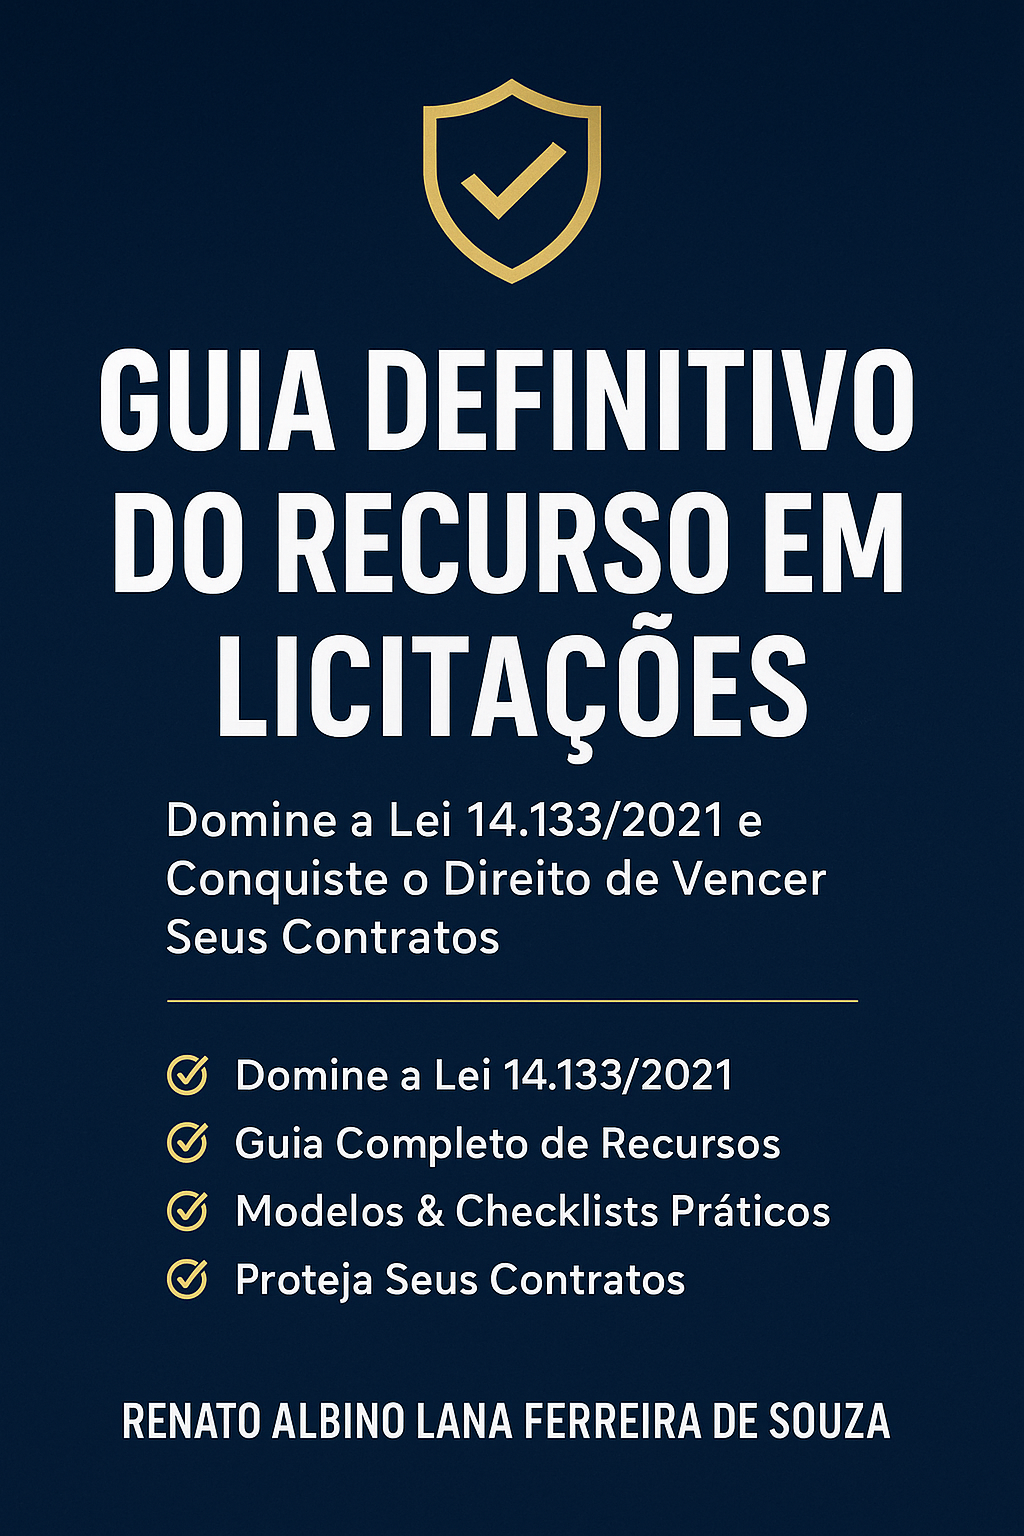 GUIA DEFINITIVO
DO RECURSO EM
LICITAÇÕES
Domine a Lei 14.133/2021 e
Conquiste o Direito de Vencer
Seus Contratos
Domine a Lei 14.133/2021
Guia Completo de Recursos
Modelos & Checklists Práticos
Proteja Seus Contratos
RENATO ALBINO LANA FERREIRA DE SOUZA